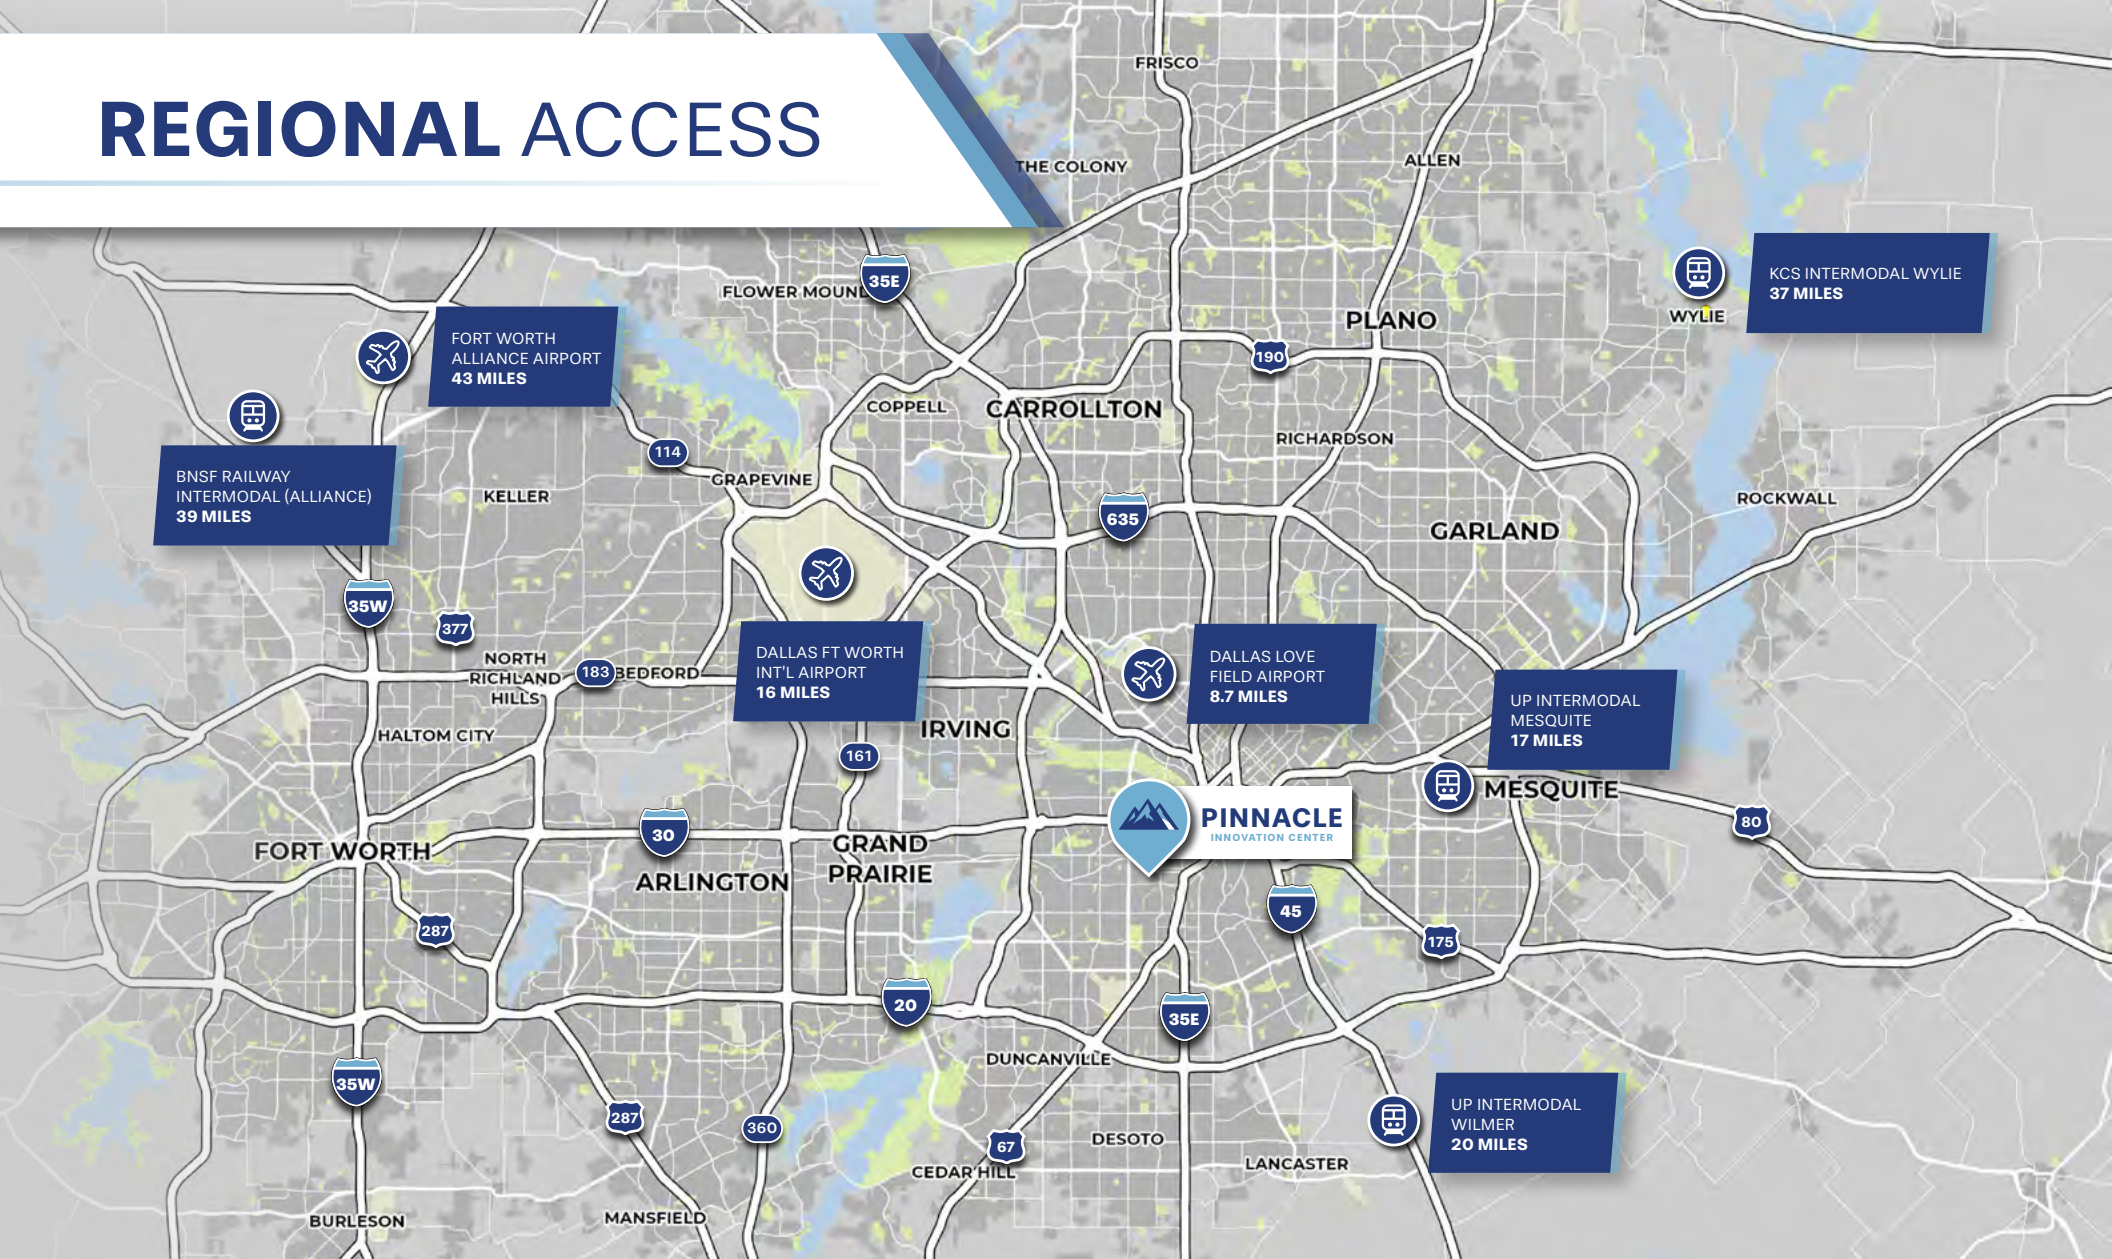 REGIONAL ACCESS
FRISCO
THE COLONY
ALLEN
35E
FLOWER MOUND
KCS INTERMODAL WYLIE
37 MILES
WYLIE
PLANO
190
FORT WORTH
ALLIANCE AIRPORT
43 MILES
COPPELL
CARROLLTON
RICHARDSON
114
GRAPEVINE
BNSF RAILWAY
INTERMODAL (ALLIANCE)
39 MILES
KELLER
ROCKWALL
635
GARLAND
35W
377
NORTH
RICHLAND
HILLS
183
BEDFORD
DALLAS FT WORTH
INT'L AIRPORT
16 MILES
DALLAS LOVE
FIELD AIRPORT
8.7 MILES
UP INTERMODAL
MESQUITE
17 MILES
HALTOM CITY
IRVING
161
MESQUITE
PINNACLE
INNOVATION CENTER
80
30
FORT WORTH
GRAND
PRAIRIE
ARLINGTON
287
45
175
20
35E
DUNCANVILLE
35W
287
360
67
DESOTO
CEDAR HILL
LANCASTER
UP INTERMODAL
WILMER
20 MILES
BURLESON
MANSFIELD